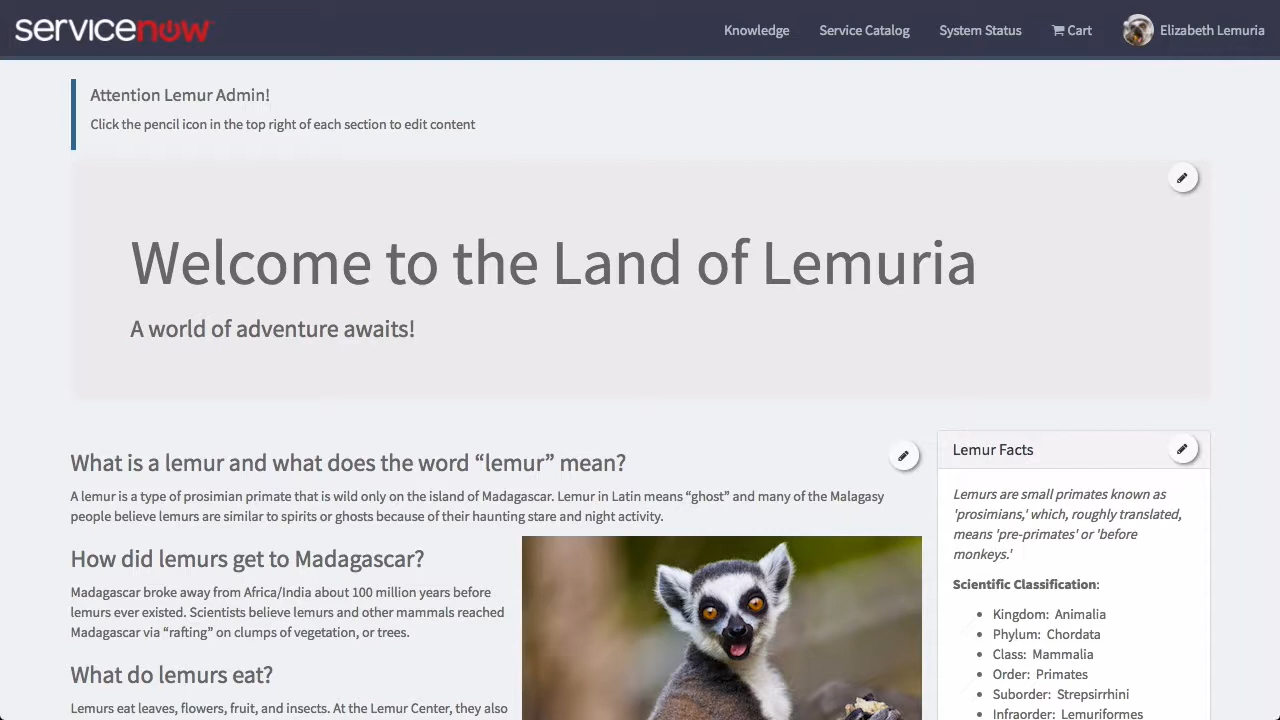 servicenow
Knowledge
Service Catalog
System Status
Cart
Elizabeth Lemuria
Attention Lemur Admin!
Click the pencil icon in the top right of each section to edit content
Welcome to the Land of Lemuria
A world of adventure awaits!
What is a lemur and what does the word “lemur” mean?
A lemur is a type of prosimian primate that is wild only on the island of Madagascar. Lemur in Latin means “ghost” and many of the Malagasy
people believe lemurs are similar to spirits or ghosts because of their haunting stare and night activity.
How did lemurs get to Madagascar?
Madagascar broke away from Africa/India about 100 million years before
lemurs ever existed. Scientists believe lemurs and other mammals reached
Madagascar via “rafting” on clumps of vegetation, or trees.
What do lemurs eat?
Lemurs eat leaves, flowers, fruit, and insects. At the Lemur Center, they also
Lemur Facts
Lemurs are small primates known as
'prosimians,' which, roughly translated,
means 'pre-primates' or 'before
monkeys.'
Scientific Classification:
Kingdom: Animalia
Phylum: Chordata
Class: Mammalia
Order: Primates
Suborder: Strepsirrhini
Infraorder: Lemuriformes